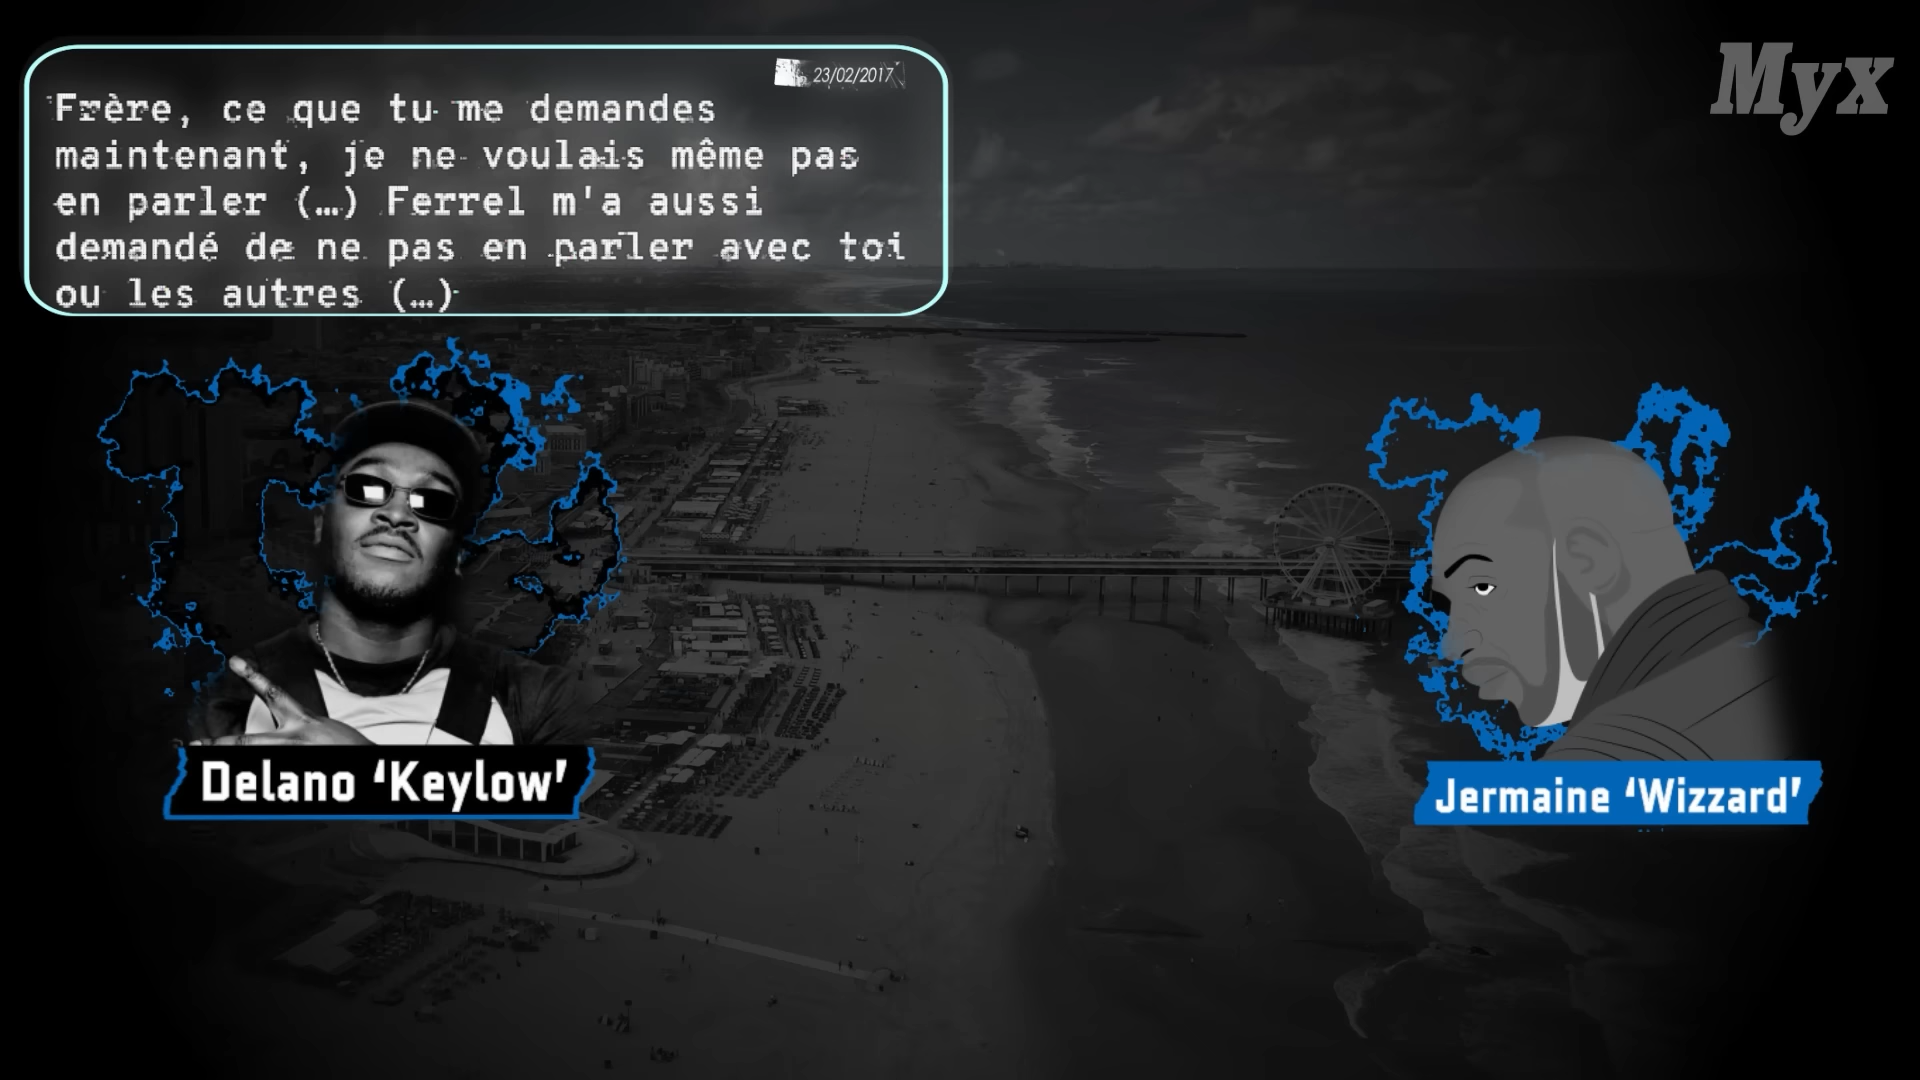 Myx
23/02/2017
Frère, ce que tu me demandes
maintenant, je ne voulais même pas
en parler (…) Ferrel m'a aussi
demandé de ne pas en parler avec toi
ou les autres (…)
Delano ‘Keylow’
Jermaine ‘Wizzard’